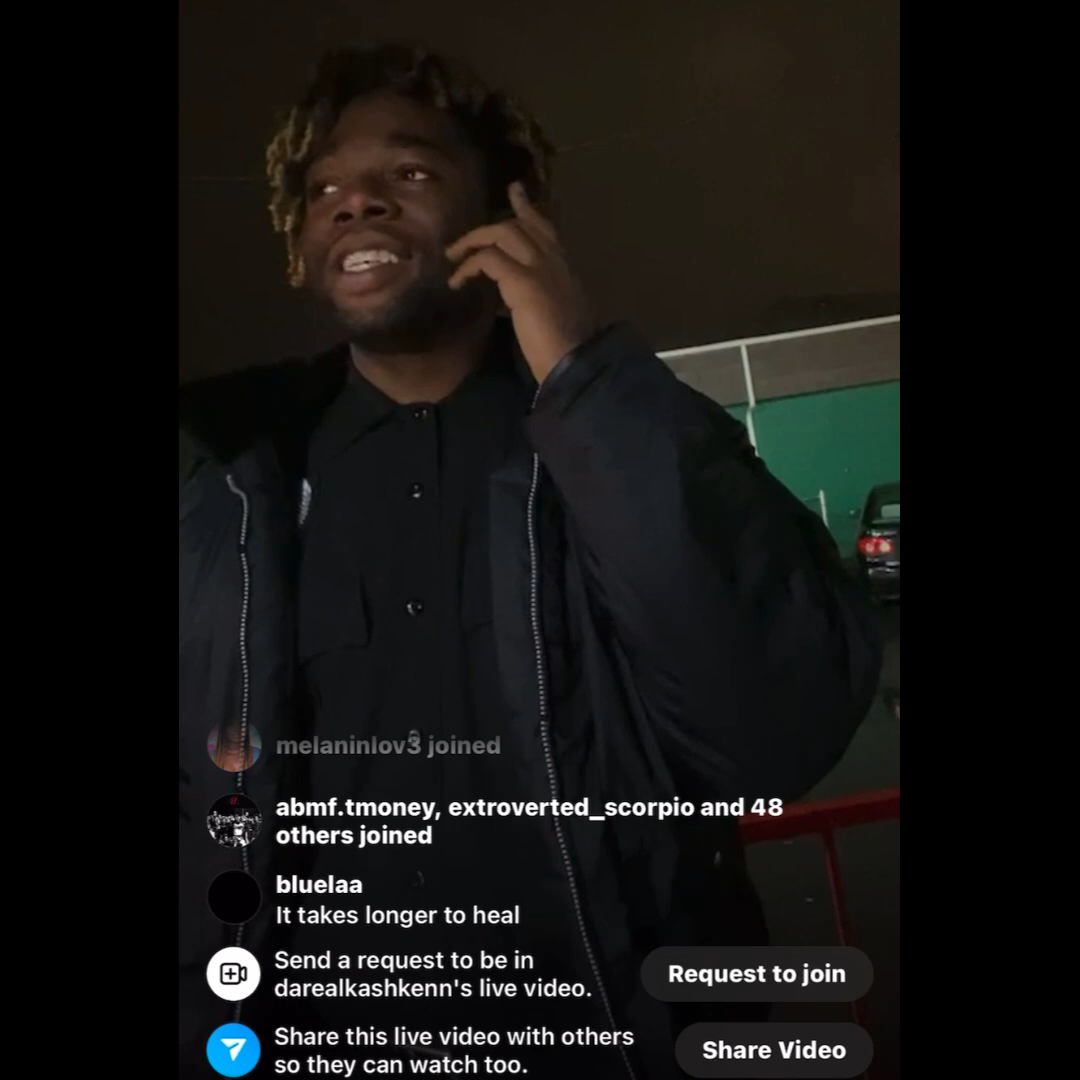 melaninlov3 joined
abmf.tmoney, extroverted_scorpio and 48
others joined
bluelaa
It takes longer to heal
Send a request to be in
darealkashkenn's live video.
Request to join
Share this live video with others
so they can watch too.
Share Video